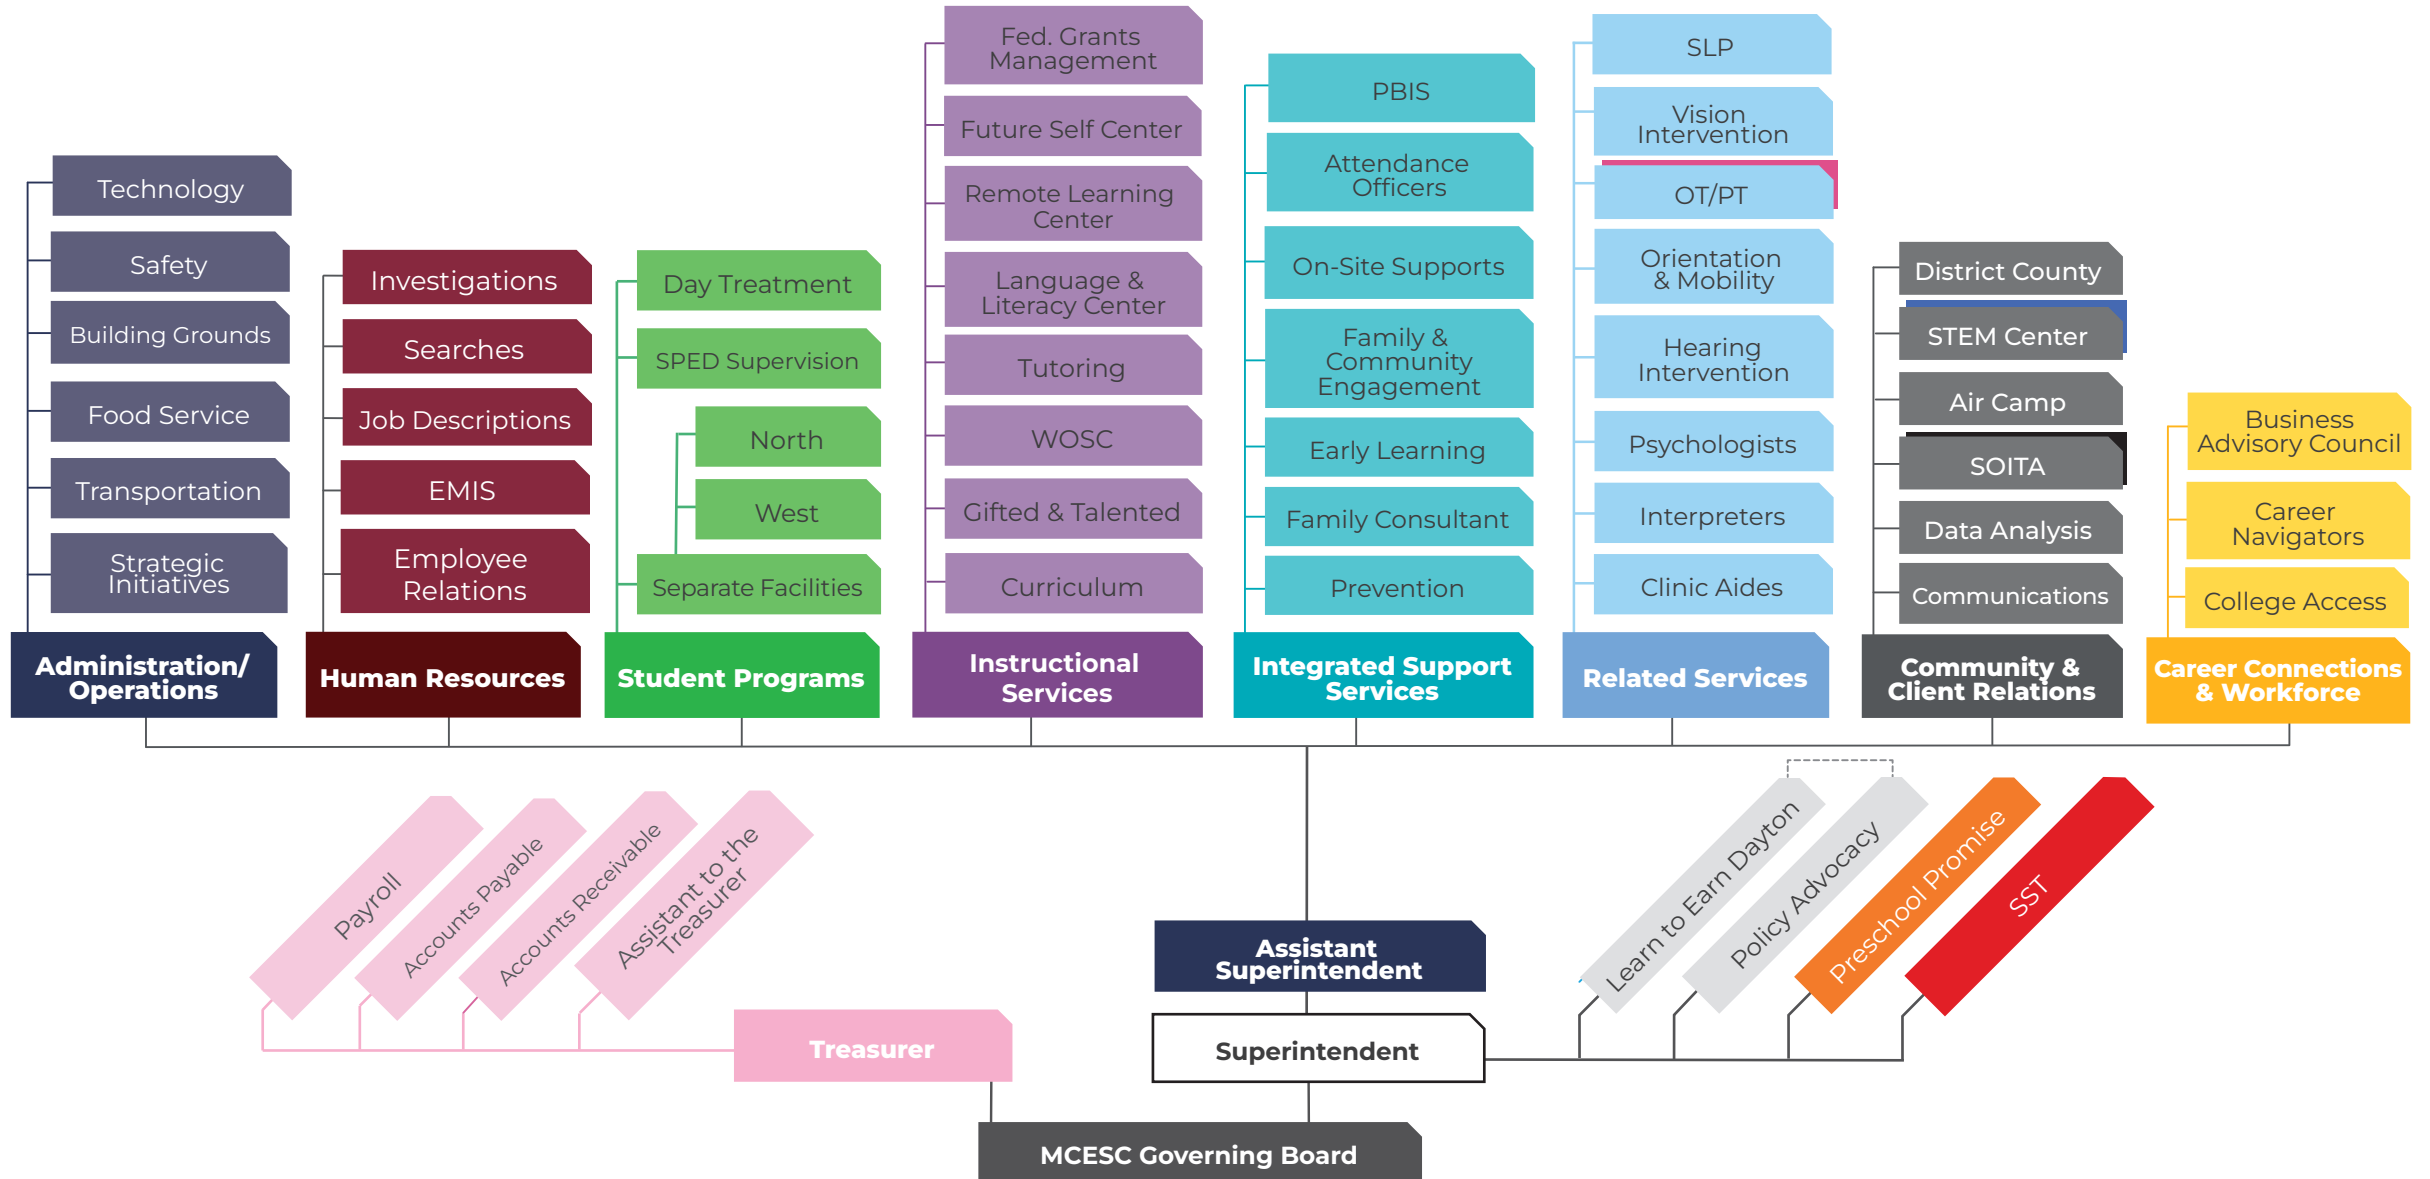 Technology
Safety
Building Grounds
Food Service
Transportation
Strategic
Initiatives
Administration/
Operations
Investigations
Searches
Job Descriptions
EMIS
Employee
Relations
Human Resources
Day Treatment
SPED Supervision
North
West
Separate Facilities
Student Programs
Fed. Grants
Management
Future Self Center
Remote Learning
Center
Language &
Literacy Center
Tutoring
WOSC
Gifted & Talented
Curriculum
Instructional
Services
PBIS
Attendance
Officers
On-Site Supports
Family &
Community
Engagement
Early Learning
Family Consultant
Prevention
Integrated Support
Services
SLP
Vision
Intervention
OT/PT
Orientation
& Mobility
Hearing
Intervention
Psychologists
Interpreters
Clinic Aides
Related Services
District County
STEM Center
Air Camp
SOITA
Data Analysis
Communications
Community &
Client Relations
Business
Advisory Council
Career
Navigators
College Access
Career Connections
& Workforce
Payroll
Accounts Payable
Accounts Receivable
Assistant to the
Treasurer
Treasurer
Assistant
Superintendent
Superintendent
Learn to Earn Dayton
Policy Advocacy
Preschool Promise
SST
MCESC Governing Board